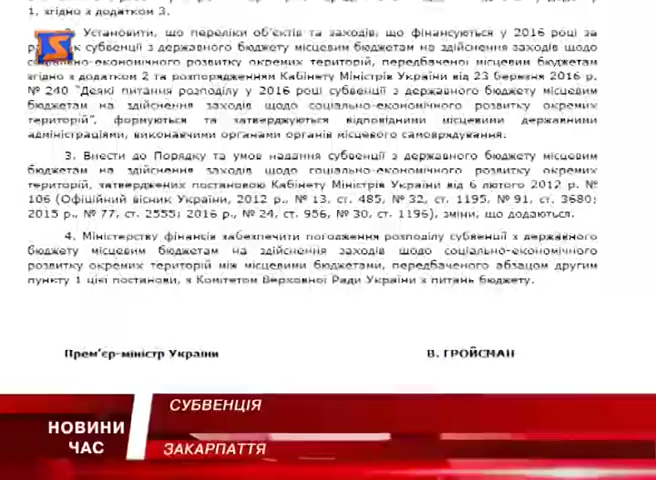 1, згідно з додатком 3.
Установити, що переліки об'єктів та заходів, що фінансуються у 2016 році за
субвенції з державного бюджету місцевим бюджетам на здійснення заходів щодо
соціально-економічного розвитку окремих територій, передбаченої місцевим бюджетам
згідно з додатком 2 та розпорядженням Кабінету Міністрів України від 23 березня 2016 р.
№ 240 "Деякі питання розподілу у 2016 році субвенції з державного бюджету місцевим
бюджетам на здійснення заходів щодо соціально-економічного розвитку окремих
територій", формуються та затверджуються відповідними місцевими державними
адміністраціями, виконавчими органами органів місцевого самоврядування.
3. Внести до Порядку та умов надання субвенції з державного бюджету місцевим
бюджетам на здійснення заходів щодо соціально-економічного розвитку окремих
територій, затверджених постановою Кабінету Міністрів України від 6 лютого 2012 р. №
106 (Офіційний вісник України, 2012 р., № 13, ст. 485, № 32, ст. 1195, № 91, ст. 3680;
2015 р., № 77, ст. 2555; 2016 р., № 24, ст. 956, № 30, ст. 1196), зміни, що додаються.
4. Міністерству фінансів забезпечити погодження розподілу субвенції з державного
бюджету місцевим бюджетам на здійснення заходів щодо соціально-економічного
розвитку окремих територій між місцевими бюджетами, передбаченого абзацом другим
пункту 1 цієї постанови, з Комітетом Верховної Ради України з питань бюджету.
Прем'єр-міністр України В. ГРОЙСМАН
СУБВЕНЦІЯ
НОВИНИ
ЧАС
ЗАКАРПАТТЯ